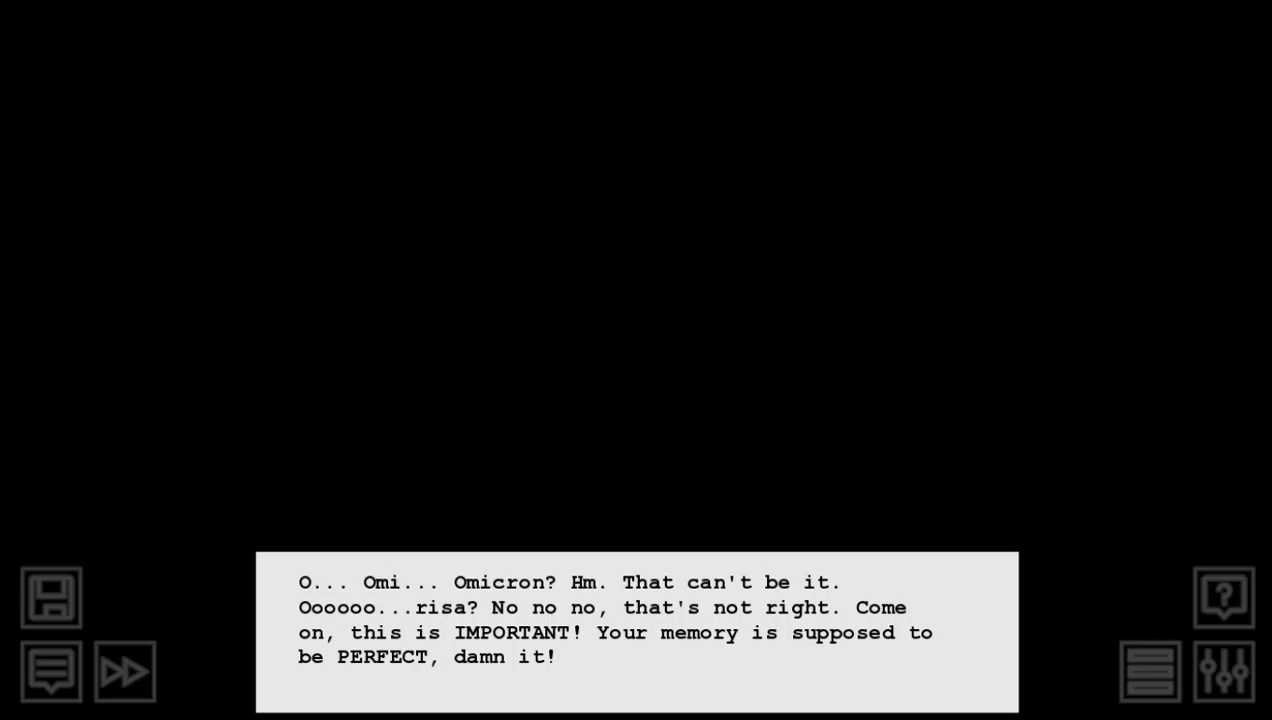 O... Omi... Omicron? Hm. That can't be it.
Oooooo...risa? No no no, that's not right. Come
on, this is IMPORTANT! Your memory is supposed to
be PERFECT, damn it!